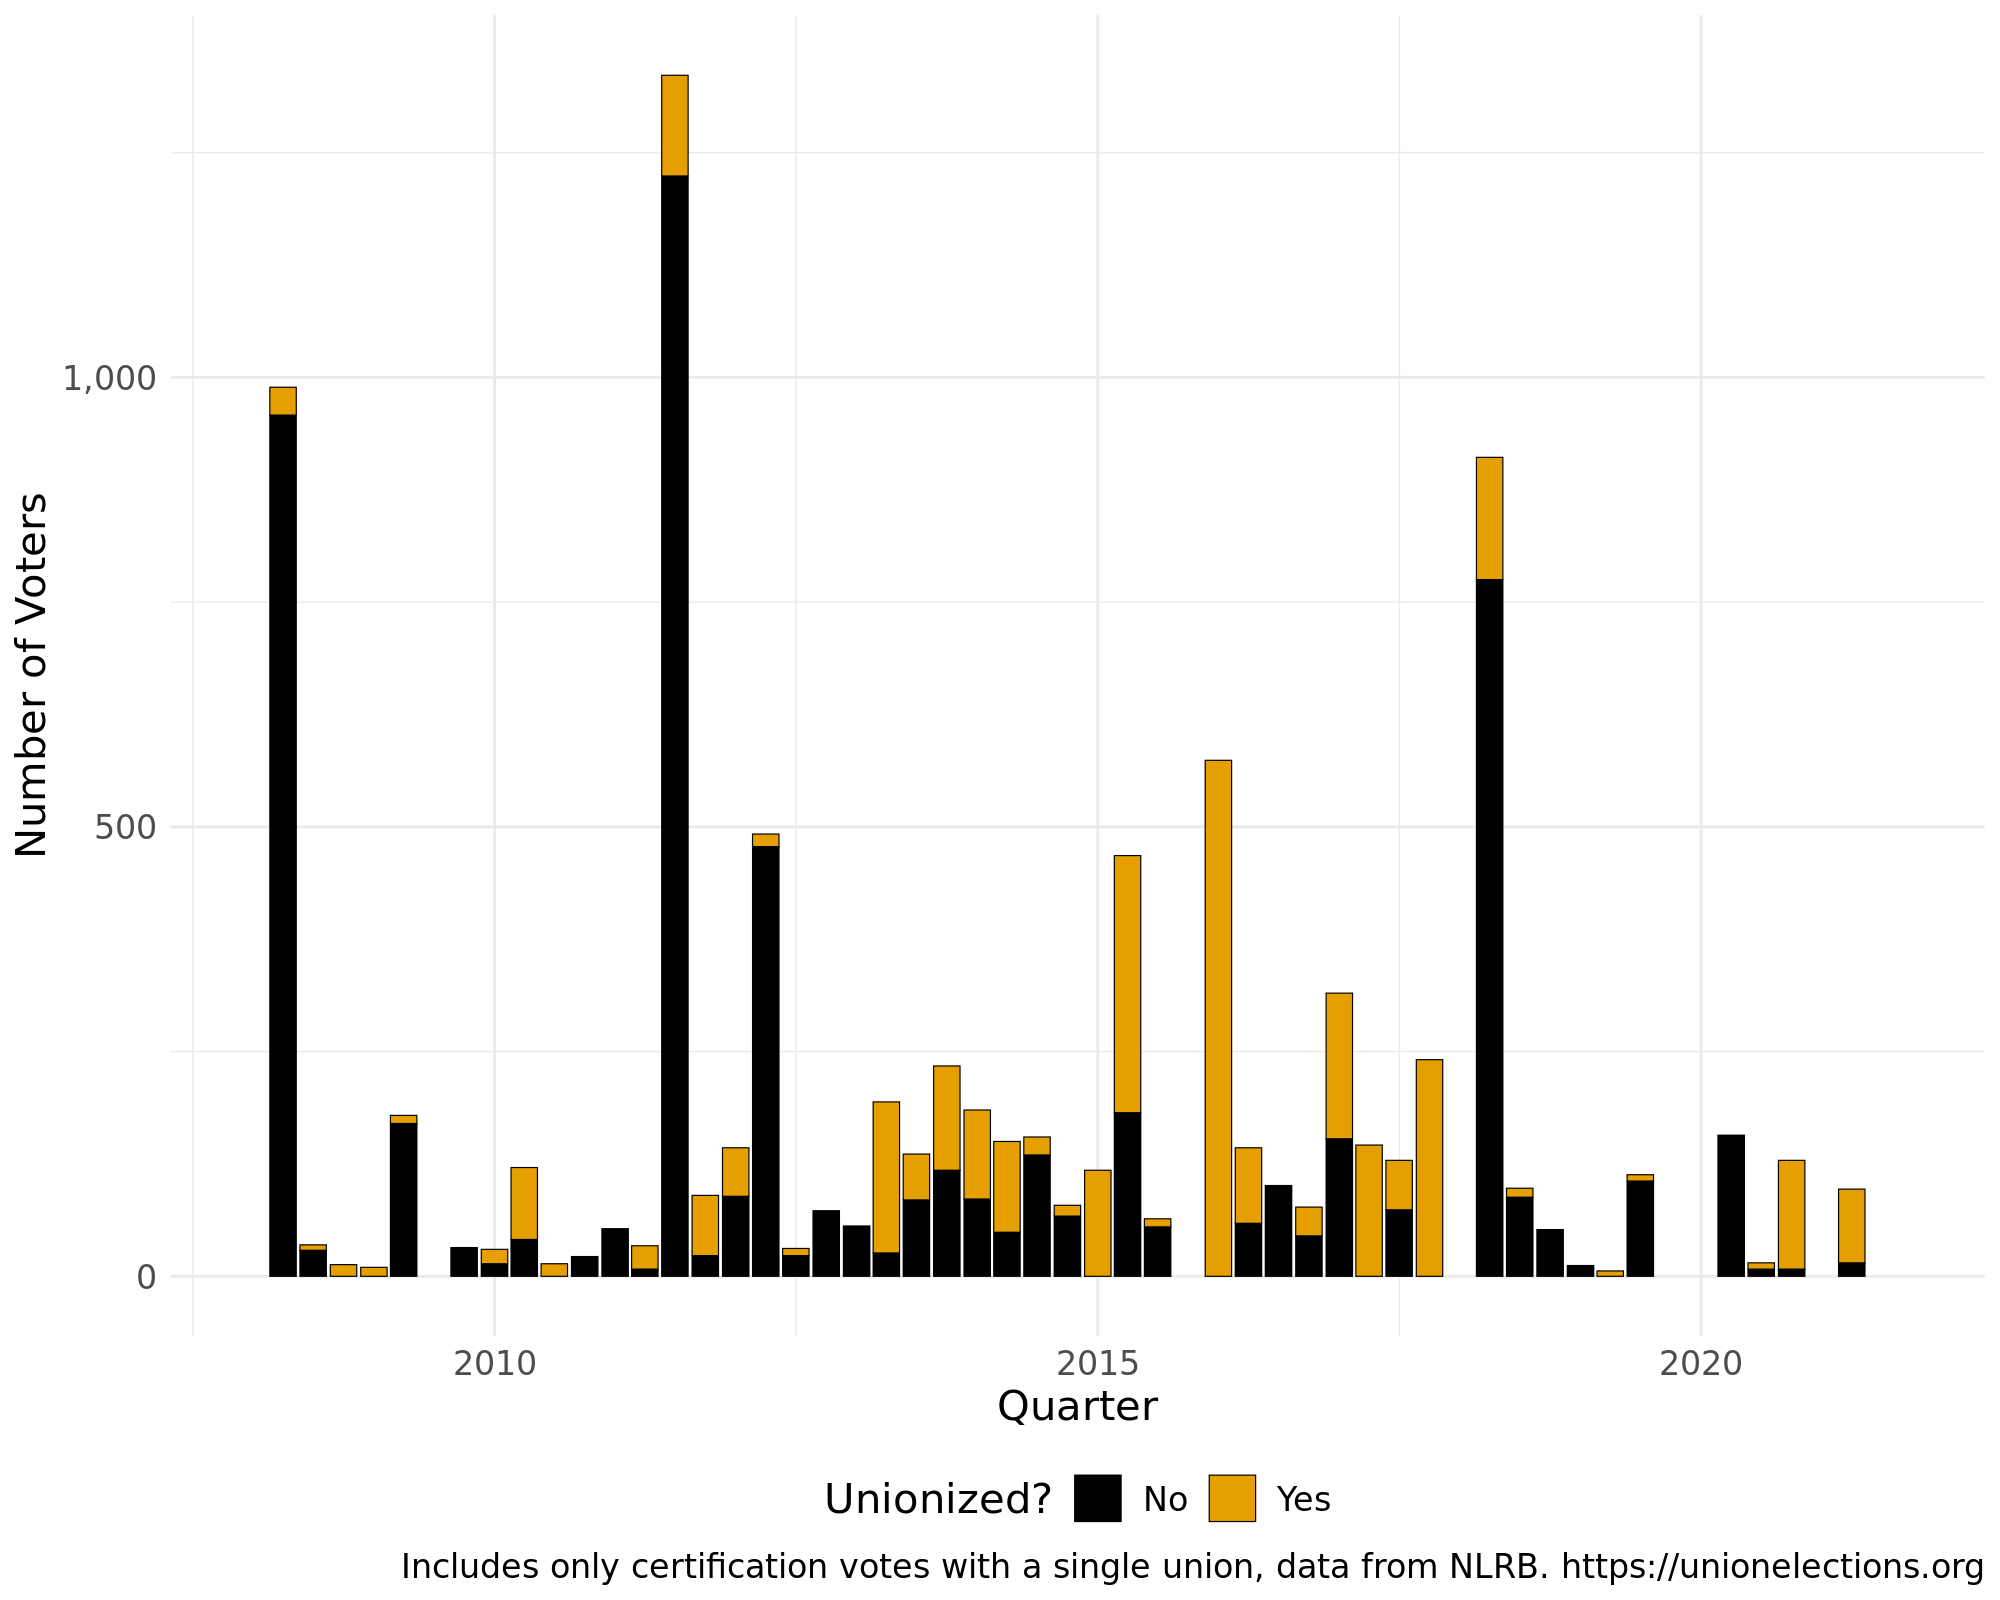 Number of Voters
1,000
500
0
2010 2015 2020
Quarter
Unionized? No Yes
Includes only certification votes with a single union, data from NLRB. https://unionelections.org